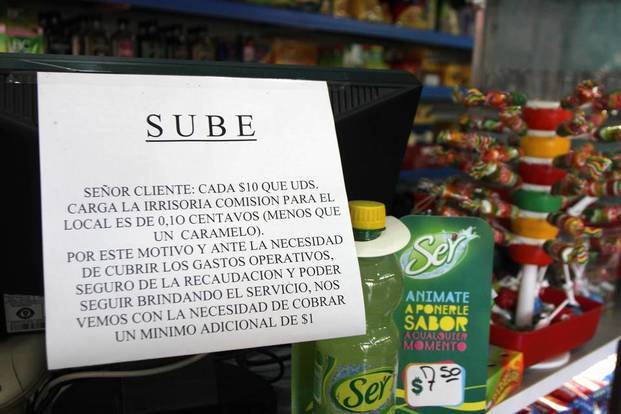 SUBE
SEÑOR CLIENTE: CADA $10 QUE UDS.
CARGA LA IRRISORIA COMISION PARA EL
LOCAL ES DE 0,10 CENTAVOS (MENOS QUE
UN CARAMELO).
POR ESTE MOTIVO Y ANTE LA NECESIDAD
DE CUBRIR LOS GASTOS OPERATIVOS,
SEGURO DE LA RECAUDACION Y PODER
SEGUIR BRINDANDO EL SERVICIO, NOS
VEMOS CON LA NECESIDAD DE COBRAR
UN MINIMO ADICIONAL DE $1
Ser
ANIMATE
A PONERLE
SABOR
A CUALQUIER
MOMENTO
$7,50
Ser